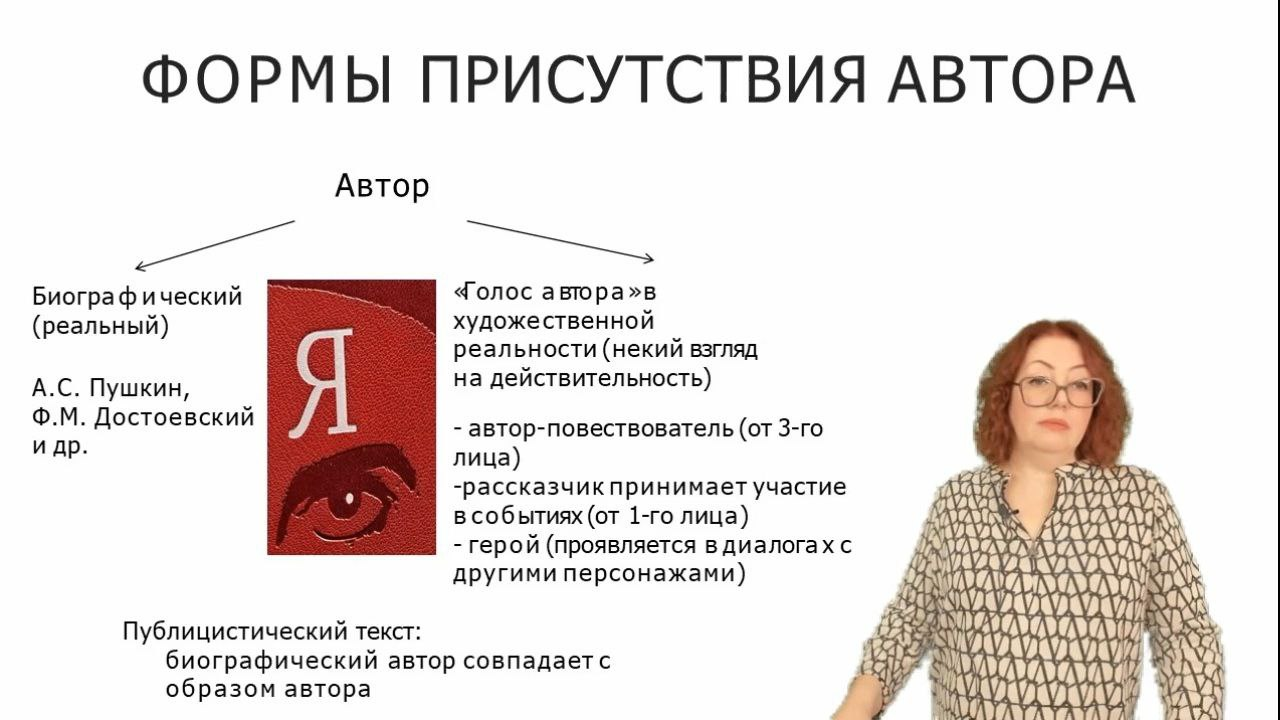 ФОРМЫ ПРИСУТСТВИЯ АВТОРА
Автор
Биографический
(реальный)
А.С. Пушкин,
Ф.М. Достоевский
и др.
Я
«Голос автора» в
художественной
реальности (некий взгляд
на действительность)
- автор-повествователь (от 3-го
лица)
-рассказчик принимает участие
в событиях (от 1-го лица)
- герой (проявляется в диалогах с
другими персонажами)
Публицистический текст:
биографический автор совпадает с
образом автора